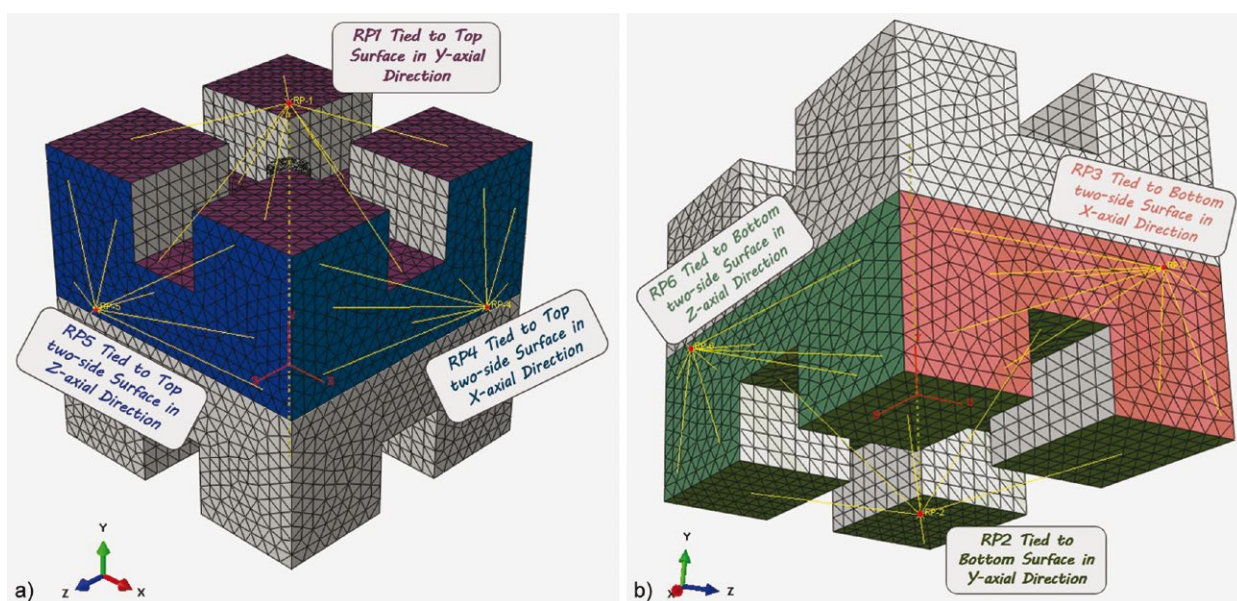 RP1 Tied to Top
Surface in Y-axial
Direction
RP-1
RP-5
RP-4
RP5 Tied to Top
two-side Surface in
Z-axial Direction
RP4 Tied to Top
two-side Surface in
X-axial Direction
Y
Z
X
a)
RP3 Tied to Bottom
two-side Surface in
X-axial Direction
RP6 Tied to Bottom
two-side Surface in
Z-axial Direction
RP-2
RP2 Tied to
Bottom Surface in
Y-axial Direction
Y
X
Z
b)